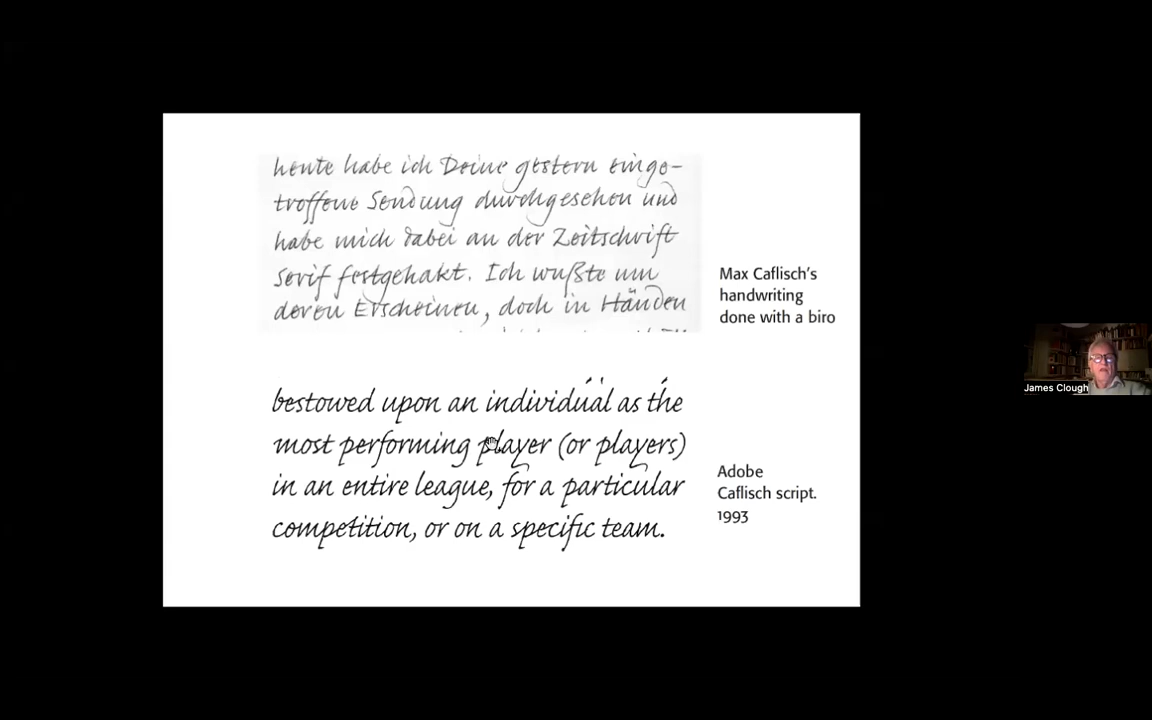 heute habe ich Deine gestern einge-
troffene Sendung durchgesehen und
habe mich dabei an der Zeitschrift
Serif festgehakt. Ich wußte um
deren Erscheinen, doch in Händen
Max Caflisch's
handwriting
done with a biro
bestowed upon an individual as the
most performing player (or players)
in an entire league, for a particular
competition, or on a specific team.
Adobe
Caflisch script.
1993
James Clough